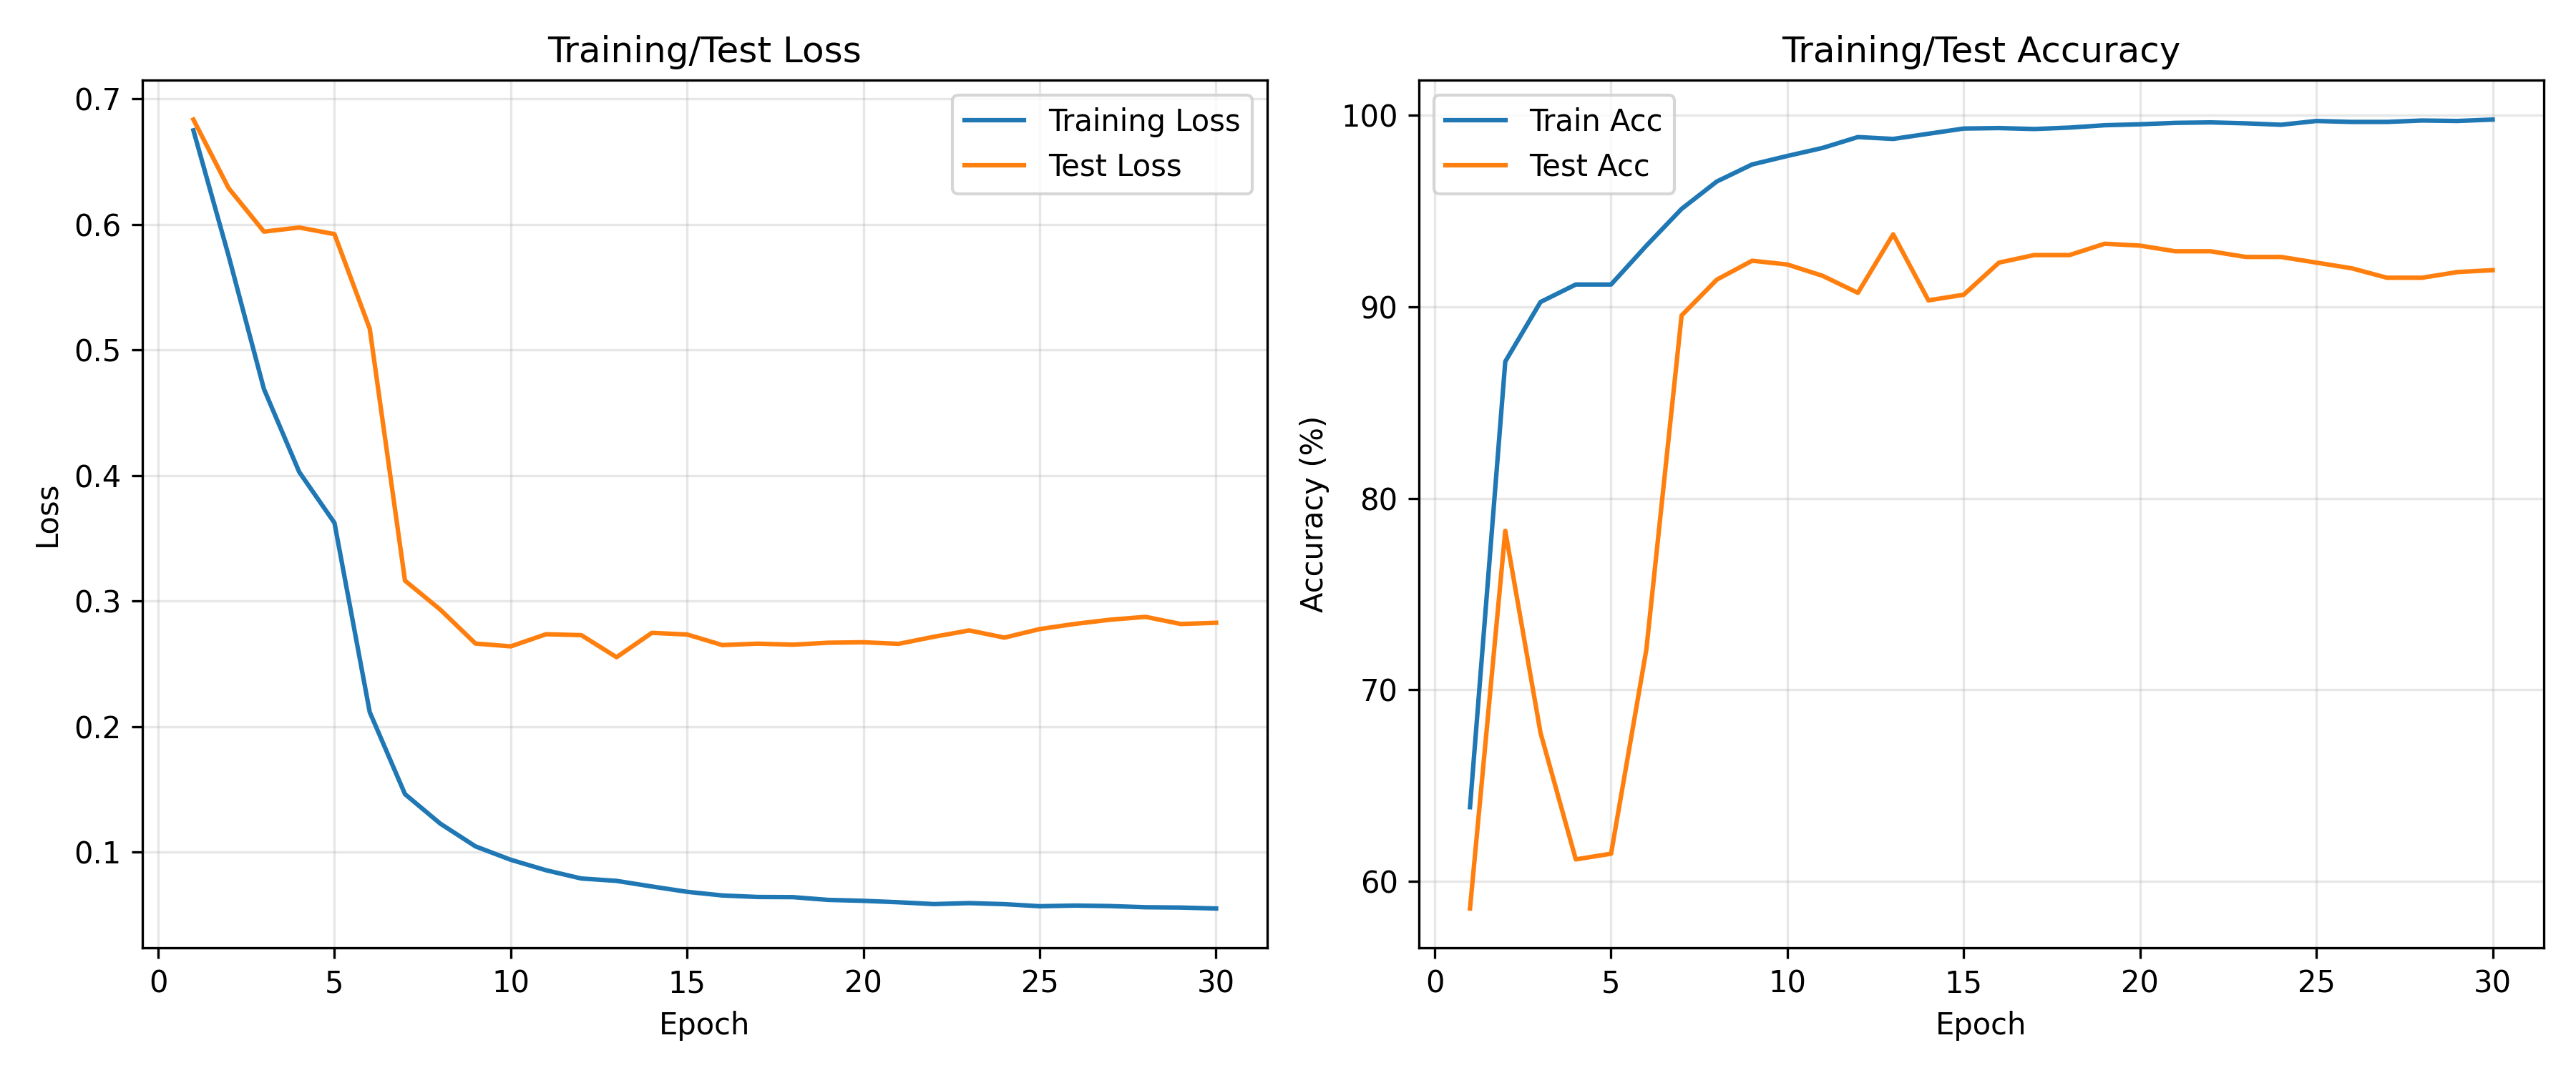 Training/Test Loss
Loss
0.7
0.6
0.5
0.4
0.3
0.2
0.1
Training Loss
Test Loss
0 5 10 15 20 25 30
Epoch
Training/Test Accuracy
Accuracy (%)
100
90
80
70
60
Train Acc
Test Acc
0 5 10 15 20 25 30
Epoch